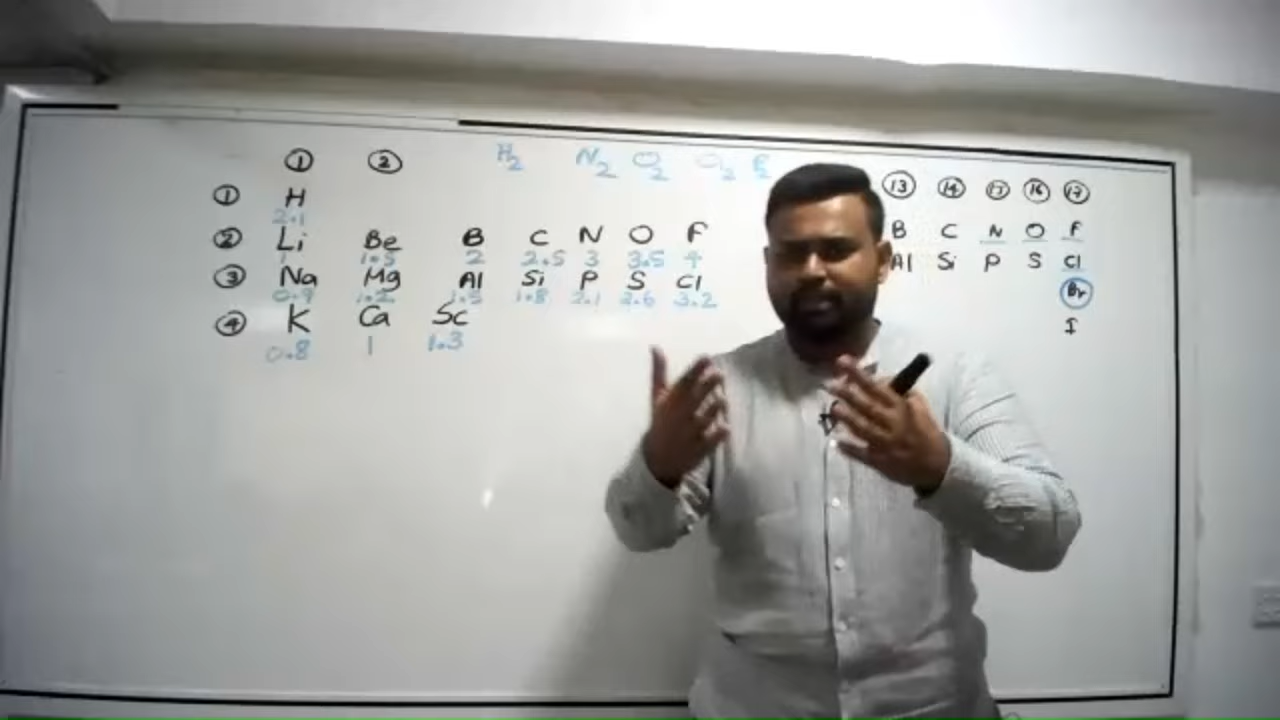 ① ② H₂ N₂ O₂ O₂ F₂
① H
2.1
② Li Be B C N O F
1 1.5 2 2.5 3 3.5 4
③ Na Mg Al Si P S Cl
0.9 1.2 1.5 1.8 2.1 2.6 3.2
④ K Ca Sc
0.8 1 1.3
⑬ ⑭ ⑮ ⑯ ⑰
B C N O F
Al Si P S Cl
Br
I